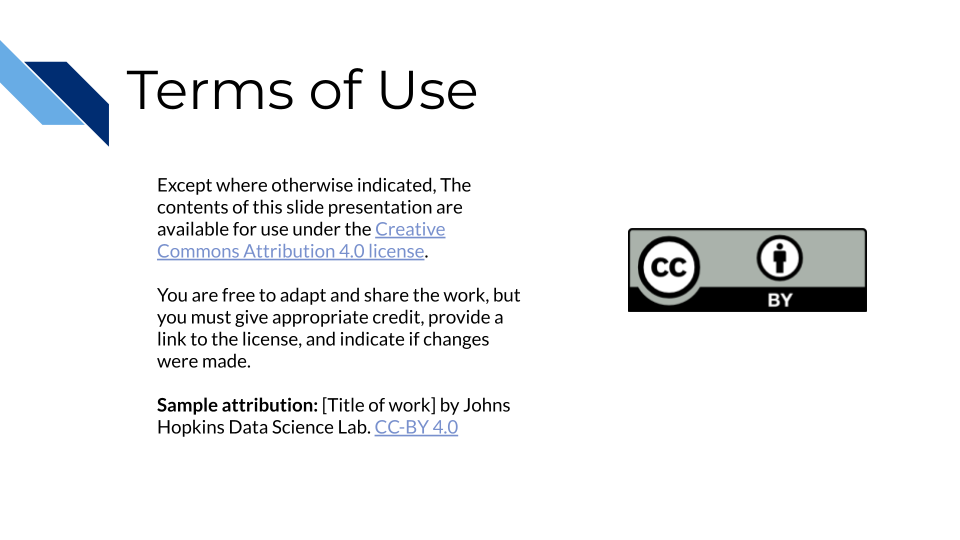 Terms of Use
Except where otherwise indicated, The
contents of this slide presentation are
available for use under the Creative
Commons Attribution 4.0 license.
You are free to adapt and share the work, but
you must give appropriate credit, provide a
link to the license, and indicate if changes
were made.
Sample attribution: [Title of work] by Johns
Hopkins Data Science Lab. CC-BY 4.0
CC
BY